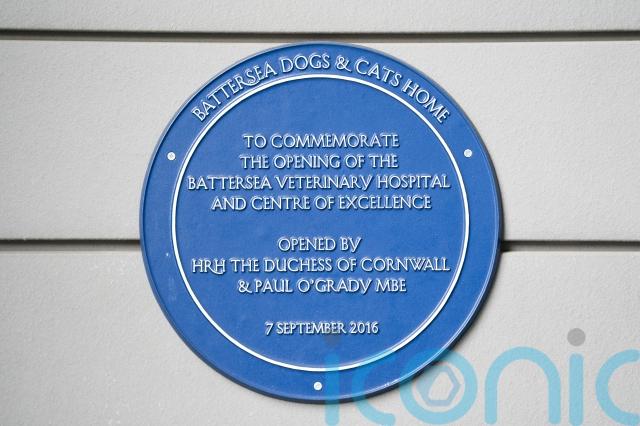 BATTERSEA DOGS & CATS HOME
TO COMMEMORATE
THE OPENING OF THE
BATTERSEA VETERINARY HOSPITAL
AND CENTRE OF EXCELLENCE
OPENED BY
HRH THE DUCHESS OF CORNWALL
& PAUL O'GRADY MBE
7 SEPTEMBER 2016
iconic